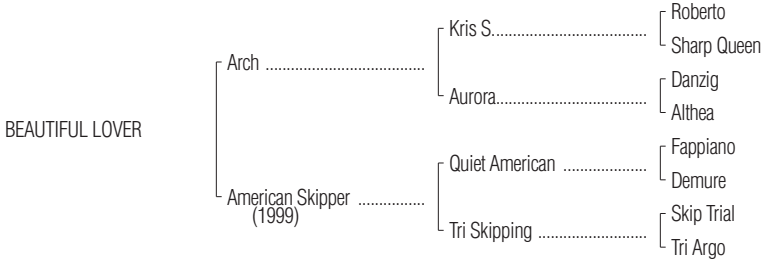 Roberto
Kris S.
Sharp Queen
Arch
Danzig
Aurora
Althea
BEAUTIFUL LOVER
Fappiano
Quiet American
Demure
American Skipper
(1999)
Skip Trial
Tri Skipping
Tri Argo